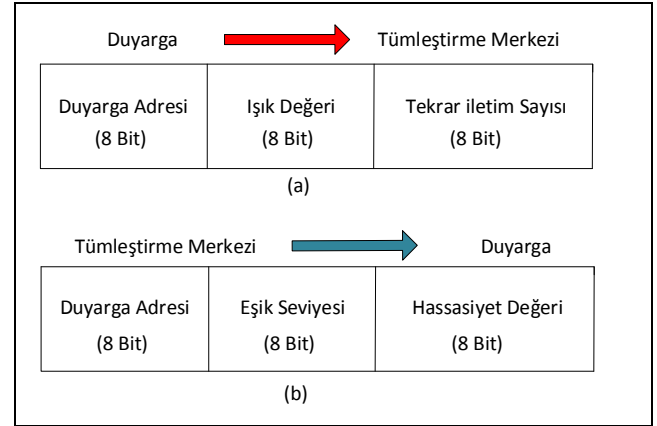 Duyarga Tümleştirme Merkezi
Duyarga Adresi Işık Değeri Tekrar iletim Sayısı
(8 Bit) (8 Bit) (8 Bit)
(a)
Tümleştirme Merkezi Duyarga
Duyarga Adresi Eşik Seviyesi Hassasiyet Değeri
(8 Bit) (8 Bit) (8 Bit)
(b)